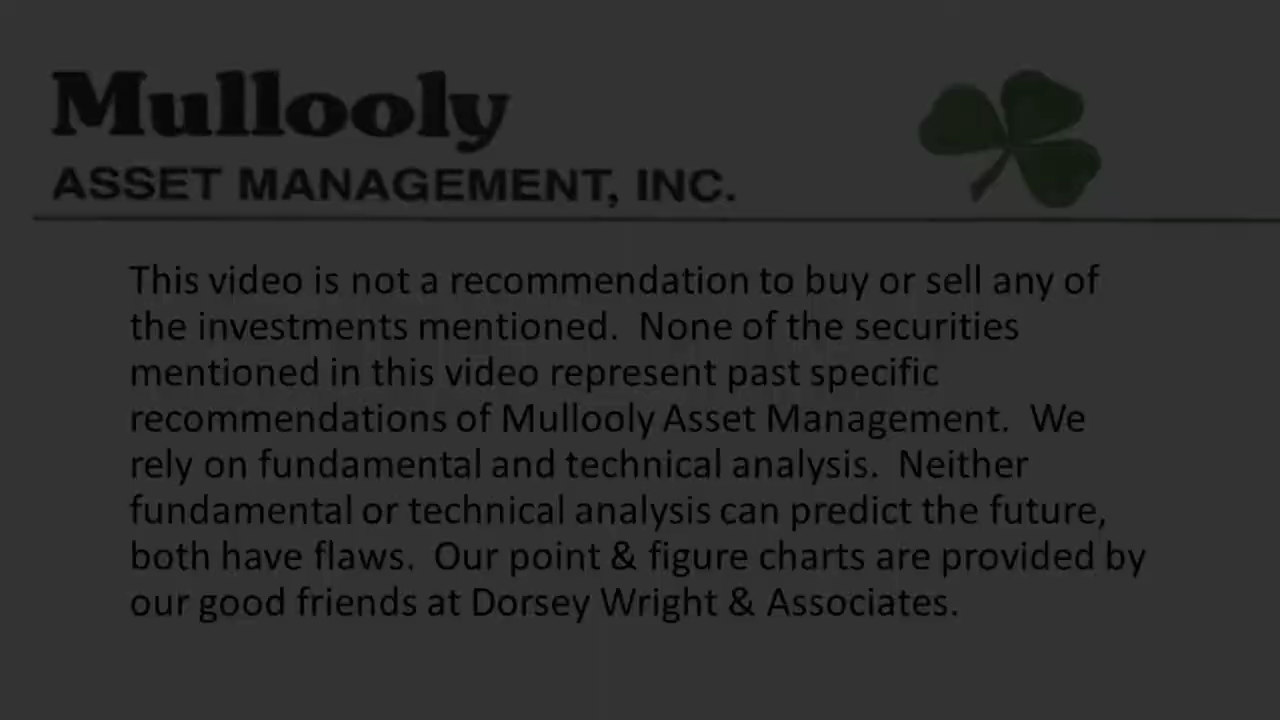 Mullooly
ASSET MANAGEMENT, INC.
This video is not a recommendation to buy or sell any of
the investments mentioned.  None of the securities
mentioned in this video represent past specific
recommendations of Mullooly Asset Management.  We
rely on fundamental and technical analysis.  Neither
fundamental or technical analysis can predict the future,
both have flaws.  Our point & figure charts are provided by
our good friends at Dorsey Wright & Associates.